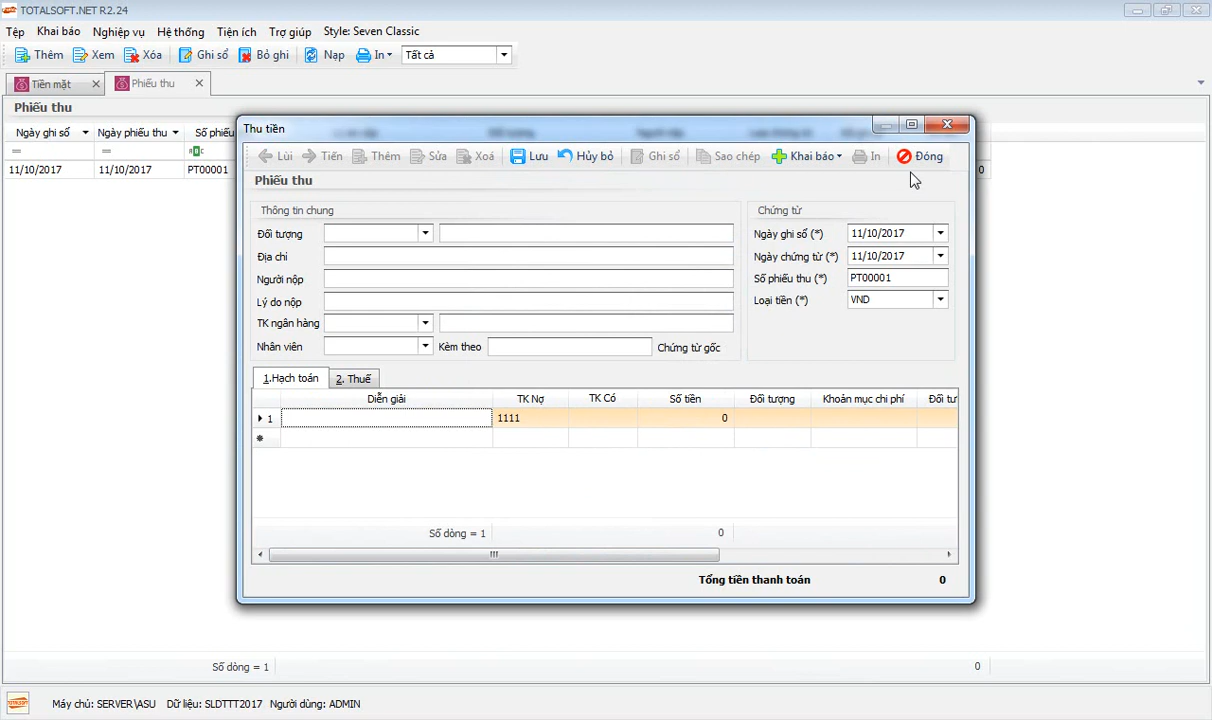 TOTALSOFT.NET R2.24
Tệp Khai báo Nghiệp vụ Hệ thống Tiện ích Trợ giúp Style: Seven Classic
Thêm Xem Xóa Ghi sổ Bỏ ghi Nạp In Tất cả
Tiền mặt Phiếu thu
Phiếu thu
Ngày ghi sổ Ngày phiếu thu Số phiếu
11/10/2017 11/10/2017 PT00001 0
Thu tiền
Lùi Tiến Thêm Sửa Xoá Lưu Hủy bỏ Ghi sổ Sao chép Khai báo In Đóng
Phiếu thu
Thông tin chung
Đối tượng
Địa chỉ
Người nộp
Lý do nộp
TK ngân hàng
Nhân viên Kèm theo Chứng từ gốc
Chứng từ
Ngày ghi sổ (*) 11/10/2017
Ngày chứng từ (*) 11/10/2017
Số phiếu thu (*) PT00001
Loại tiền (*) VND
1.Hạch toán 2. Thuế
Diễn giải TK Nợ TK Có Số tiền Đối tượng Khoản mục chi phí Đối tư
1 1111 0
Số dòng = 1 0
Tổng tiền thanh toán 0
Số dòng = 1 0
TOTALSOFT Máy chủ: SERVER\ASU Dữ liệu: SLDTTT2017 Người dùng: ADMIN